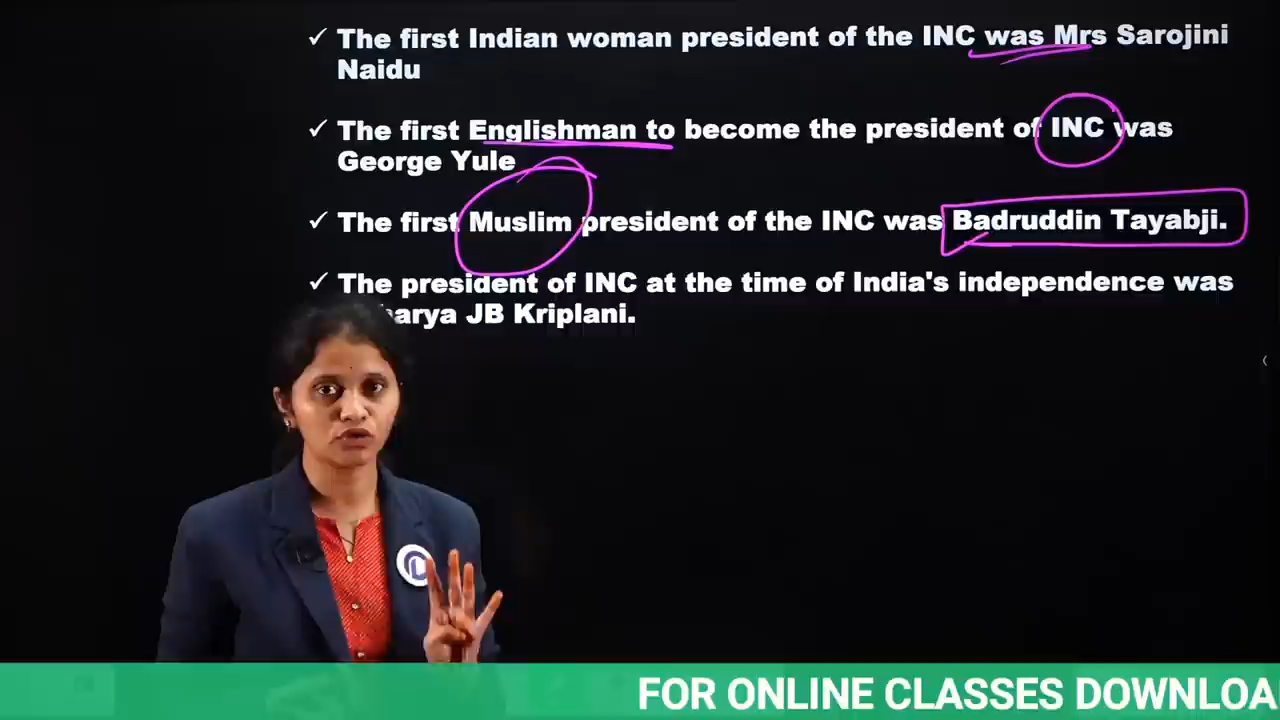 ✓ The first Indian woman president of the INC was Mrs Sarojini
Naidu
✓ The first Englishman to become the president of INC was
George Yule
✓ The first Muslim president of the INC was Badruddin Tayabji.
✓ The president of INC at the time of India's independence was
harya JB Kriplani.
FOR ONLINE CLASSES DOWNLOA